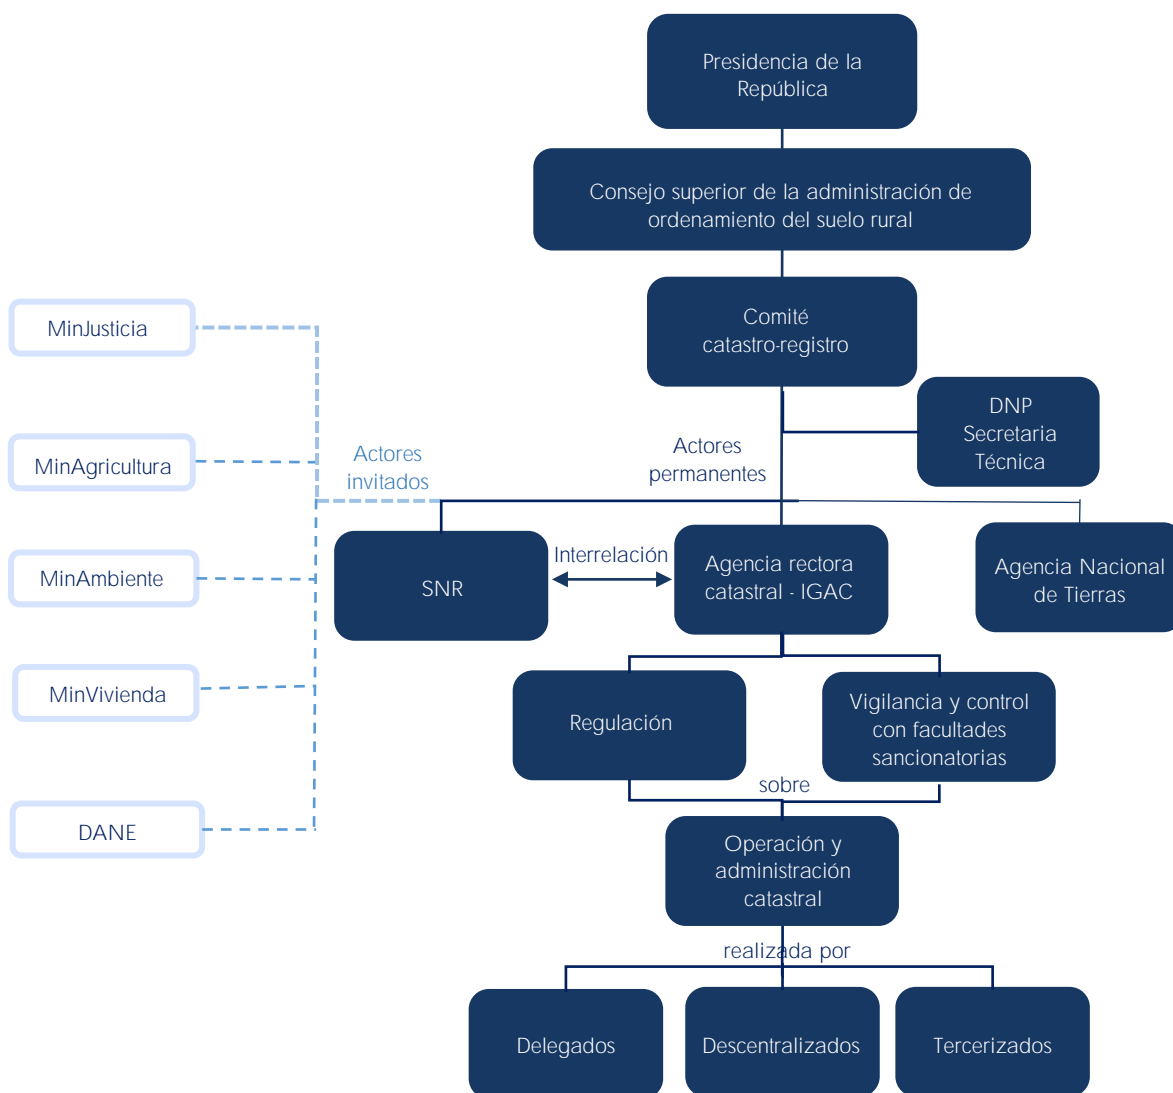 Presidencia de la
República
Consejo superior de la administración de
ordenamiento del suelo rural
Comité
catastro-registro
DNP
Secretaria
Técnica
MinJusticia
MinAgricultura
MinAmbiente
MinVivienda
DANE
Actores
invitados
Actores
permanentes
SNR
Interrelación
Agencia rectora
catastral - IGAC
Agencia Nacional
de Tierras
Regulación
Vigilancia y control
con facultades
sancionatorias
sobre
Operación y
administración
catastral
realizada por
Delegados
Descentralizados
Tercerizados